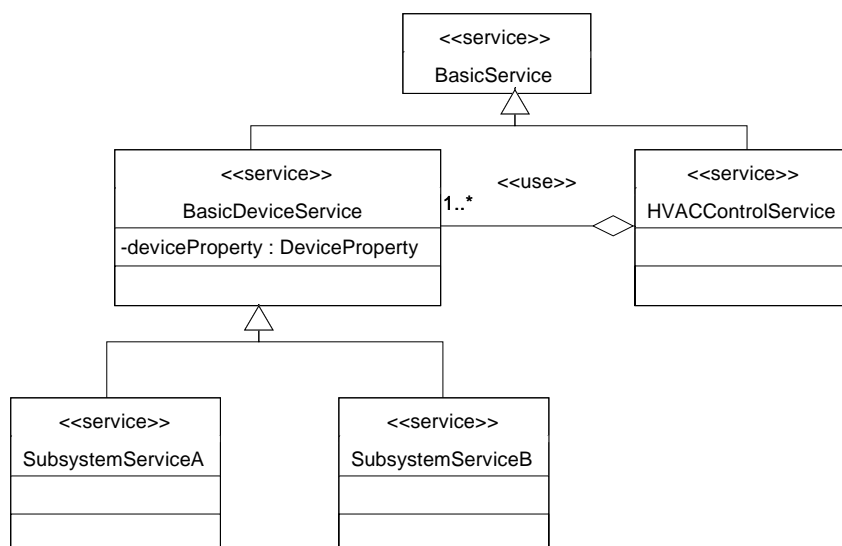 <<service>>
BasicService
<<service>>
BasicDeviceService
-deviceProperty : DeviceProperty
<<use>>
1..*
<<service>>
HVACControlService
<<service>>
SubsystemServiceA
<<service>>
SubsystemServiceB